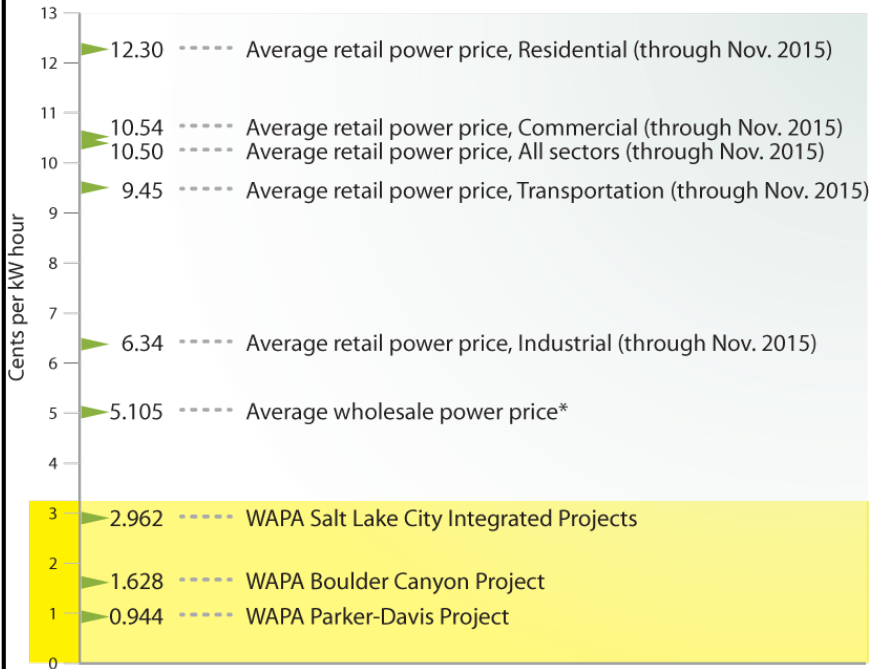 13
12.30 Average retail power price, Residential (through Nov. 2015)
12
11
10.54 Average retail power price, Commercial (through Nov. 2015)
10.50 Average retail power price, All sectors (through Nov. 2015)
10
9.45 Average retail power price, Transportation (through Nov. 2015)
9
Cents per kW hour
8
7
6.34 Average retail power price, Industrial (through Nov. 2015)
6
5 5.105 Average wholesale power price*
4
3 2.962 WAPA Salt Lake City Integrated Projects
2
1.628 WAPA Boulder Canyon Project
1 0.944 WAPA Parker-Davis Project
0